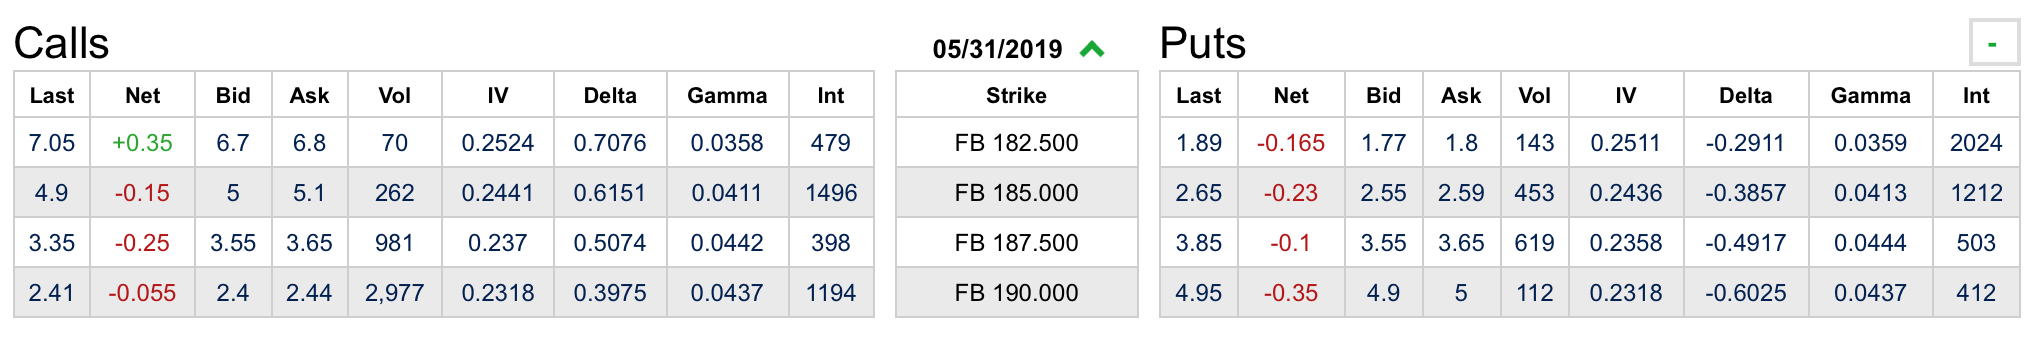 Calls 05/31/2019 Puts -
Last Net Bid Ask Vol IV Delta Gamma Int Strike Last Net Bid Ask Vol IV Delta Gamma Int
7.05 +0.35 6.7 6.8 70 0.2524 0.7076 0.0358 479 FB 182.500 1.89 -0.165 1.77 1.8 143 0.2511 -0.2911 0.0359 2024
4.9 -0.15 5 5.1 262 0.2441 0.6151 0.0411 1496 FB 185.000 2.65 -0.23 2.55 2.59 453 0.2436 -0.3857 0.0413 1212
3.35 -0.25 3.55 3.65 981 0.237 0.5074 0.0442 398 FB 187.500 3.85 -0.1 3.55 3.65 619 0.2358 -0.4917 0.0444 503
2.41 -0.055 2.4 2.44 2,977 0.2318 0.3975 0.0437 1194 FB 190.000 4.95 -0.35 4.9 5 112 0.2318 -0.6025 0.0437 412